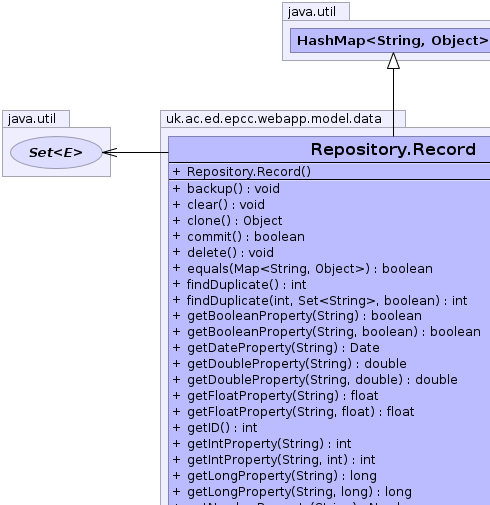 java.util
HashMap<String, Object>
java.util
Set<E>
uk.ac.ed.epcc.webapp.model.data
Repository.Record
+ Repository.Record()
+ backup() : void
+ clear() : void
+ clone() : Object
+ commit() : boolean
+ delete() : void
+ equals(Map<String, Object>) : boolean
+ findDuplicate() : int
+ findDuplicate(int, Set<String>, boolean) : int
+ getBooleanProperty(String) : boolean
+ getBooleanProperty(String, boolean) : boolean
+ getDateProperty(String) : Date
+ getDoubleProperty(String) : double
+ getDoubleProperty(String, double) : double
+ getFloatProperty(String) : float
+ getFloatProperty(String, float) : float
+ getID() : int
+ getIntProperty(String) : int
+ getIntProperty(String, int) : int
+ getLongProperty(String) : long
+ getLongProperty(String, long) : long